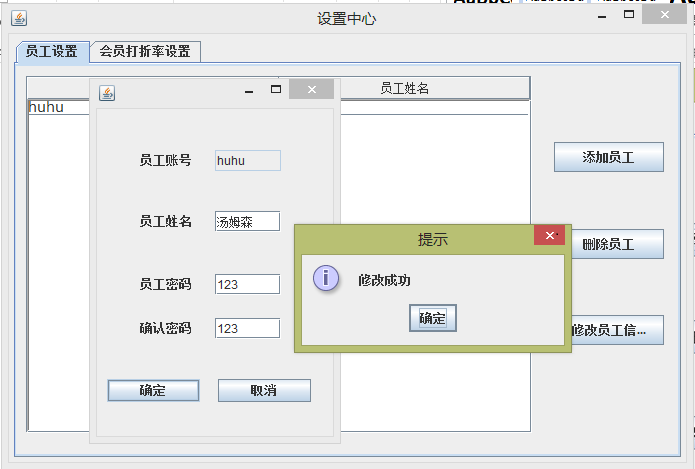 设置中心
员工设置
会员打折率设置
员工姓名
huhu
员工账号
huhu
员工姓名
汤姆森
员工密码
123
确认密码
123
确定
取消
提示
修改成功
确定
添加员工
删除员工
修改员工信...